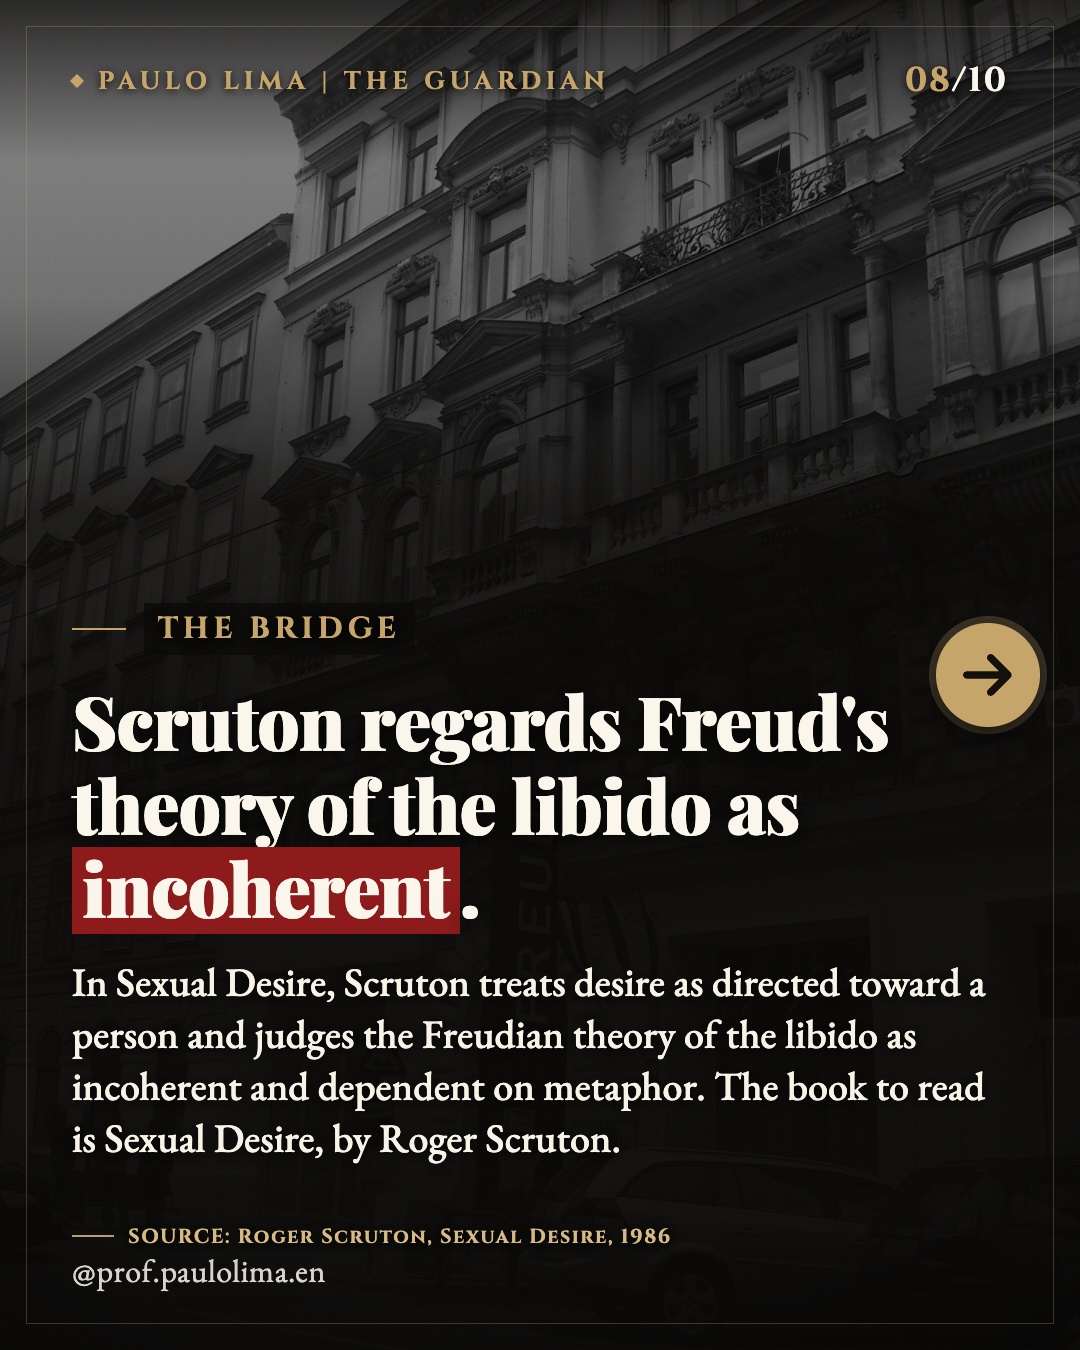 ◆ PAULO LIMA | THE GUARDIAN
08/10
THE BRIDGE
Scruton regards Freud's
theory of the libido as
incoherent.
In Sexual Desire, Scruton treats desire as directed toward a
person and judges the Freudian theory of the libido as
incoherent and dependent on metaphor. The book to read
is Sexual Desire, by Roger Scruton.
SOURCE: Roger Scruton, Sexual Desire, 1986
@prof.paulolima.en